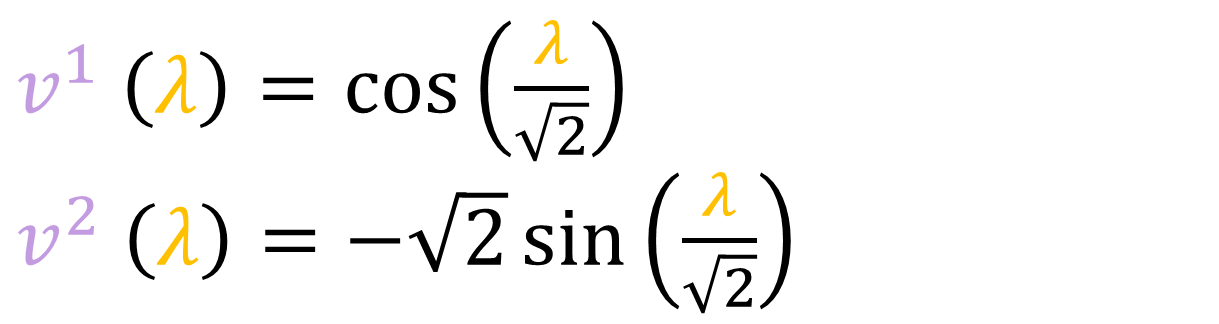 v¹ (λ) = cos(λ/√2)
v² (λ) = −√2 sin(λ/√2)